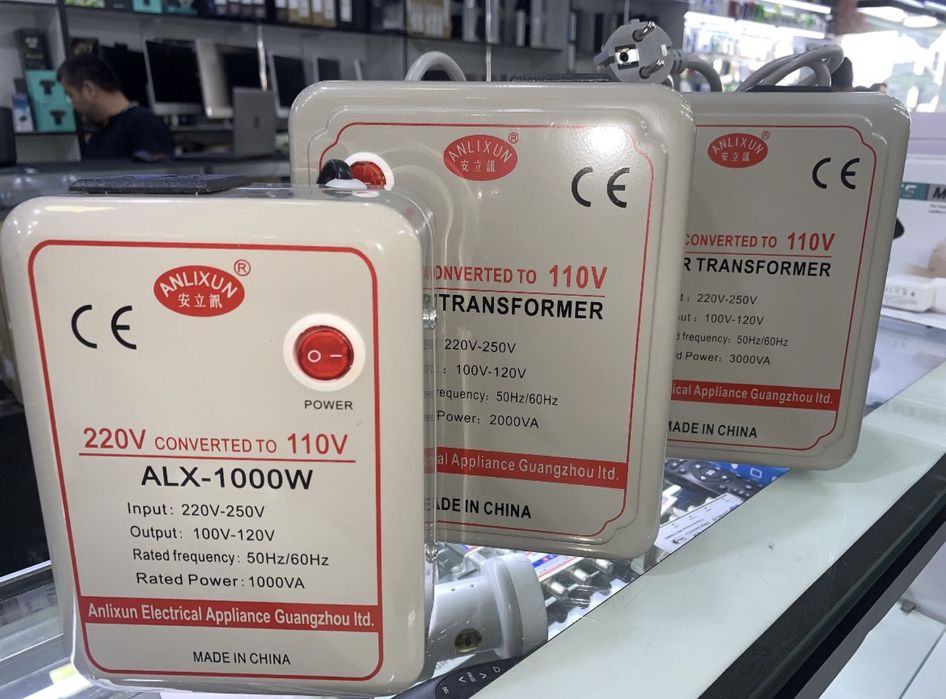 ANLIXUN®
安立訊
CE
O –
POWER
220V CONVERTED TO 110V
ALX-1000W
Input: 220V-250V
Output: 100V-120V
Rated frequency: 50Hz/60Hz
Rated Power: 1000VA
Anlixun Electrical Appliance Guangzhou ltd.
MADE IN CHINA
ANLIXUN®
安立訊
CE
CONVERTED TO 110V
TRANSFORMER
220V-250V
: 100V-120V
frequency: 50Hz/60Hz
Power: 2000VA
Appliance Guangzhou ltd.
MADE IN CHINA
ANLIXUN®
安立訊
CE
CONVERTED TO 110V
R TRANSFORMER
: 220V-250V
: 100V-120V
frequency: 50Hz/60Hz
Power: 3000VA
Appliance Guangzhou ltd.
MADE IN CHINA